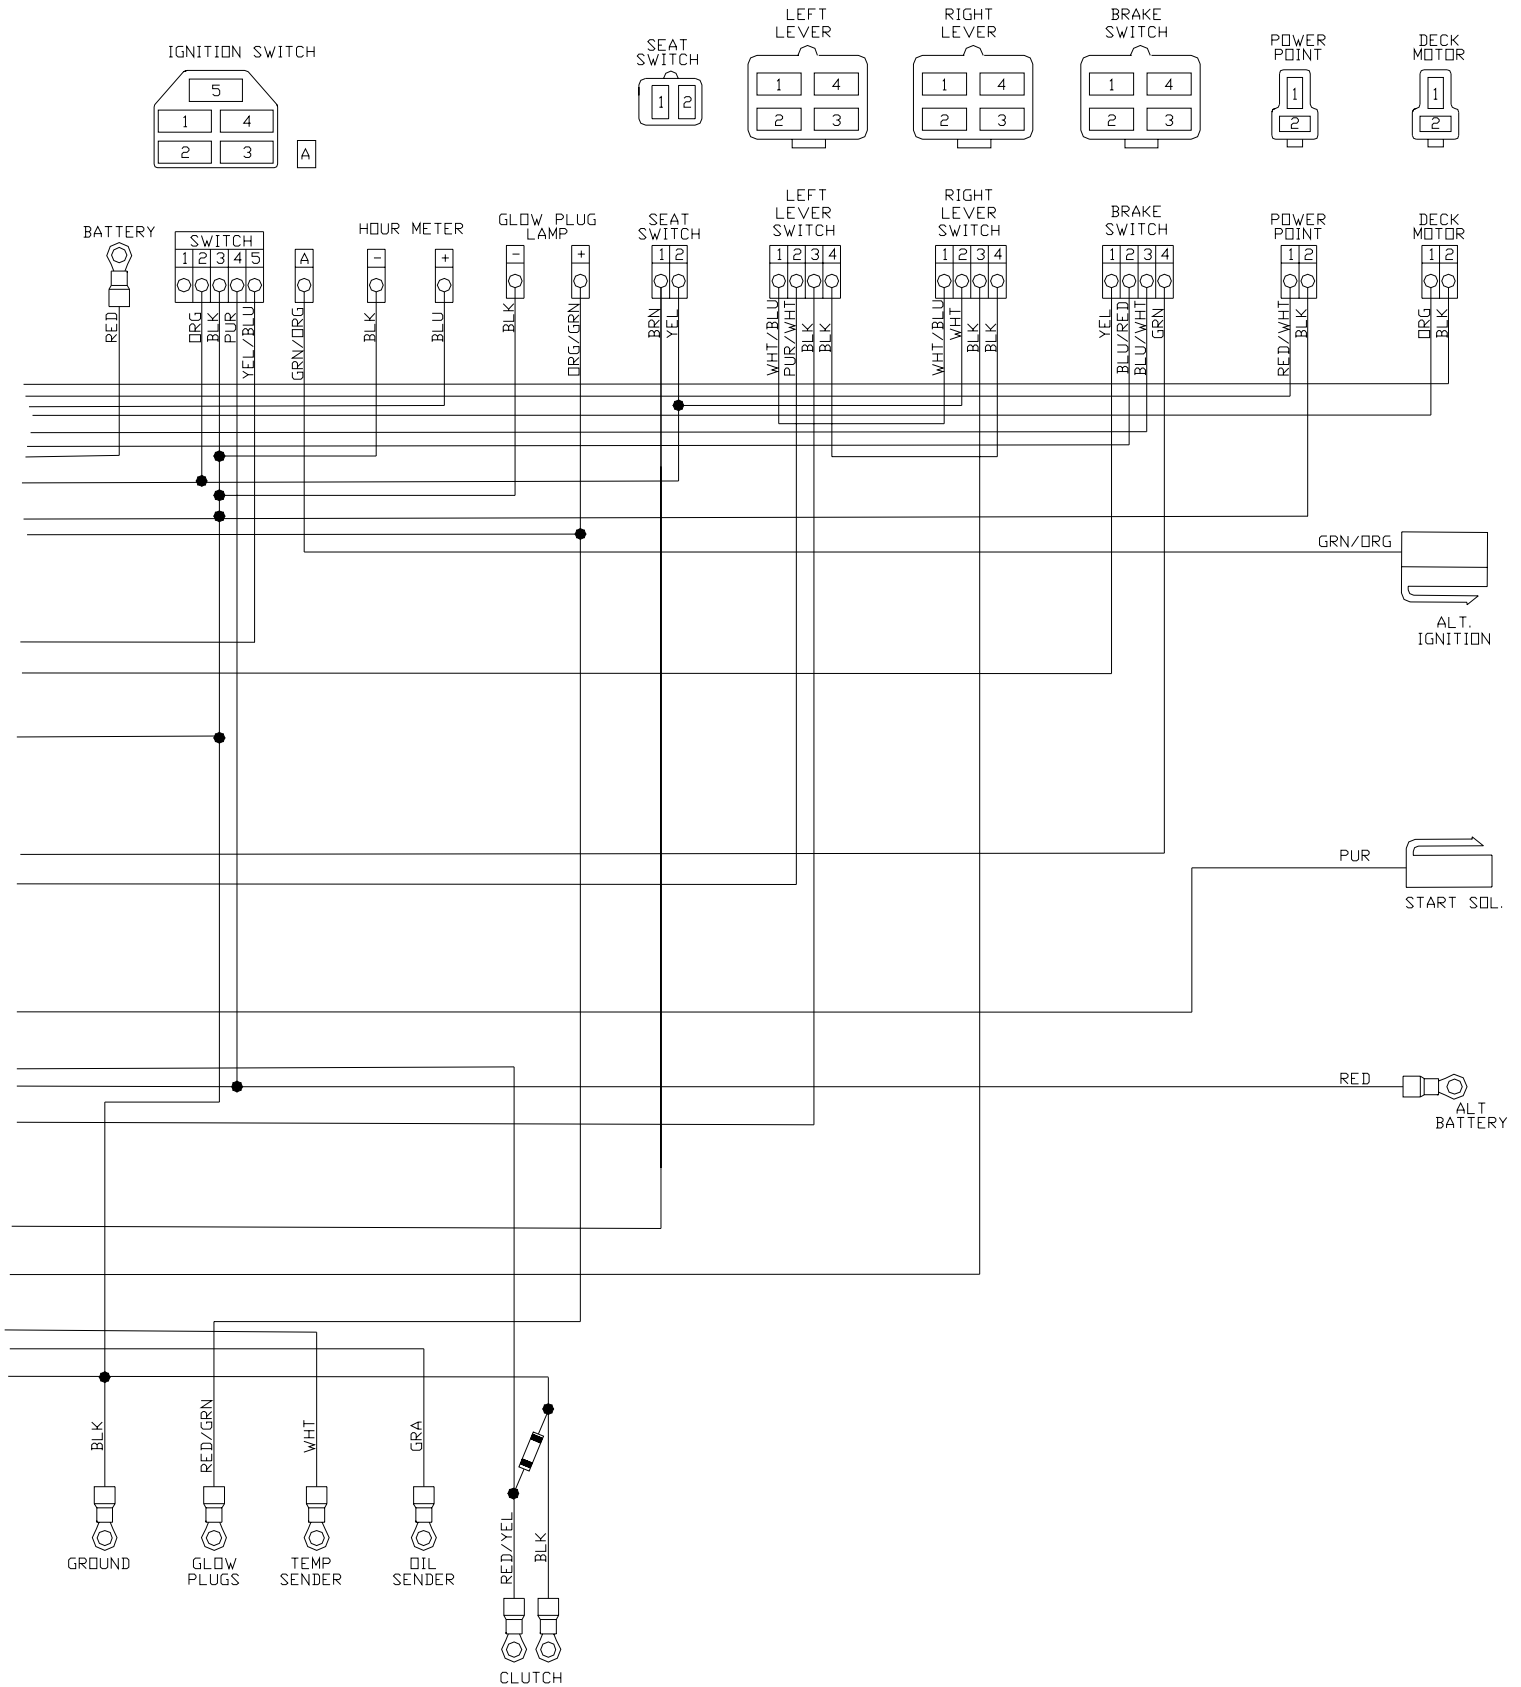 LEFT
LEVER
RIGHT
LEVER
BRAKE
SWITCH
IGNITION SWITCH
SEAT
SWITCH
POWER
POINT
DECK
MOTOR
5
1 4
2 3
A
1 2
1 4
2 3
1 4
2 3
1 4
2 3
1
2
1
2
BATTERY
SWITCH
1 2 3 4 5
A
HOUR METER
- +
GLOW PLUG
LAMP
- +
SEAT
SWITCH
1 2
LEFT
LEVER
SWITCH
1 2 3 4
RIGHT
LEVER
SWITCH
1 2 3 4
BRAKE
SWITCH
1 2 3 4
POWER
POINT
1 2
DECK
MOTOR
1 2
RED
ORG
BLK
PUR
YEL/BLU
GRN/ORG
BLK
BLU
BLK
ORG/GRN
BRN
YEL
WHT/BLU
PUR/WHT
BLK
BLK
WHT/BLU
WHT
BLK
BLK
YEL
BLU/RED
BLU/WHT
GRN
RED/WHT
BLK
ORG
BLK
GRN/ORG
ALT.
IGNITION
PUR
START SOL.
RED
ALT
BATTERY
BLK
RED/GRN
WHT
GRA
RED/YEL
BLK
GROUND
GLOW
PLUGS
TEMP
SENDER
OIL
SENDER
CLUTCH